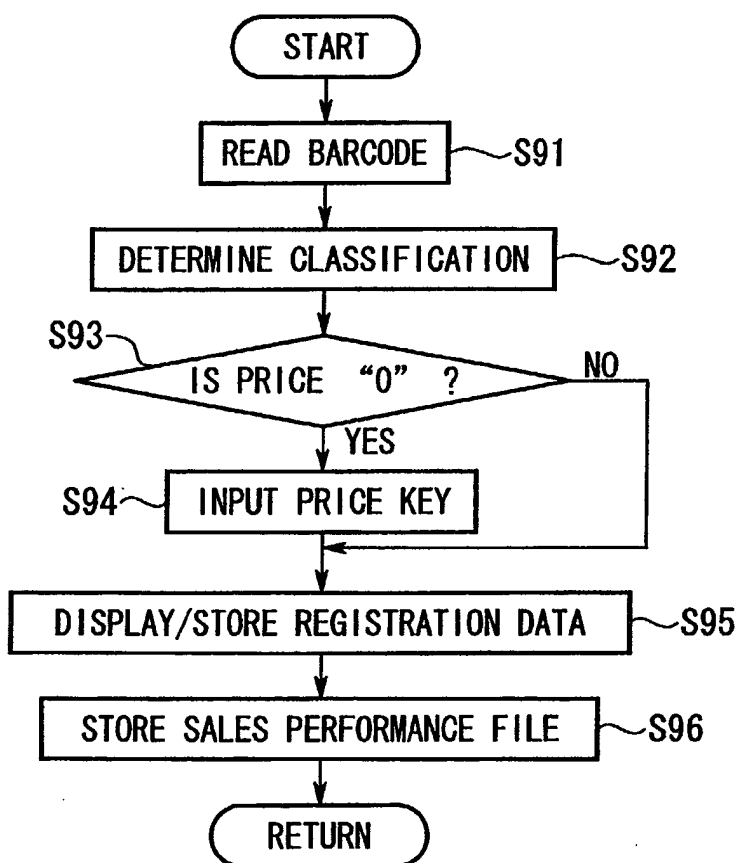 START
READ BARCODE
S91
DETERMINE CLASSIFICATION
S92
S93
IS PRICE “0” ?
NO
YES
S94
INPUT PRICE KEY
DISPLAY/STORE REGISTRATION DATA
S95
STORE SALES PERFORMANCE FILE
S96
RETURN